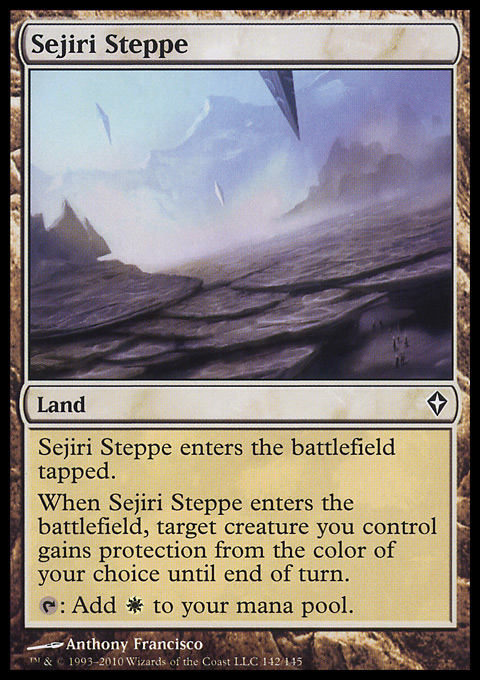 Sejiri Steppe
Land
Sejiri Steppe enters the battlefield
tapped.
When Sejiri Steppe enters the
battlefield, target creature you control
gains protection from the color of
your choice until end of turn.
: Add to your mana pool.
Anthony Francisco
™ & © 1993–2010 Wizards of the Coast LLC 142/145